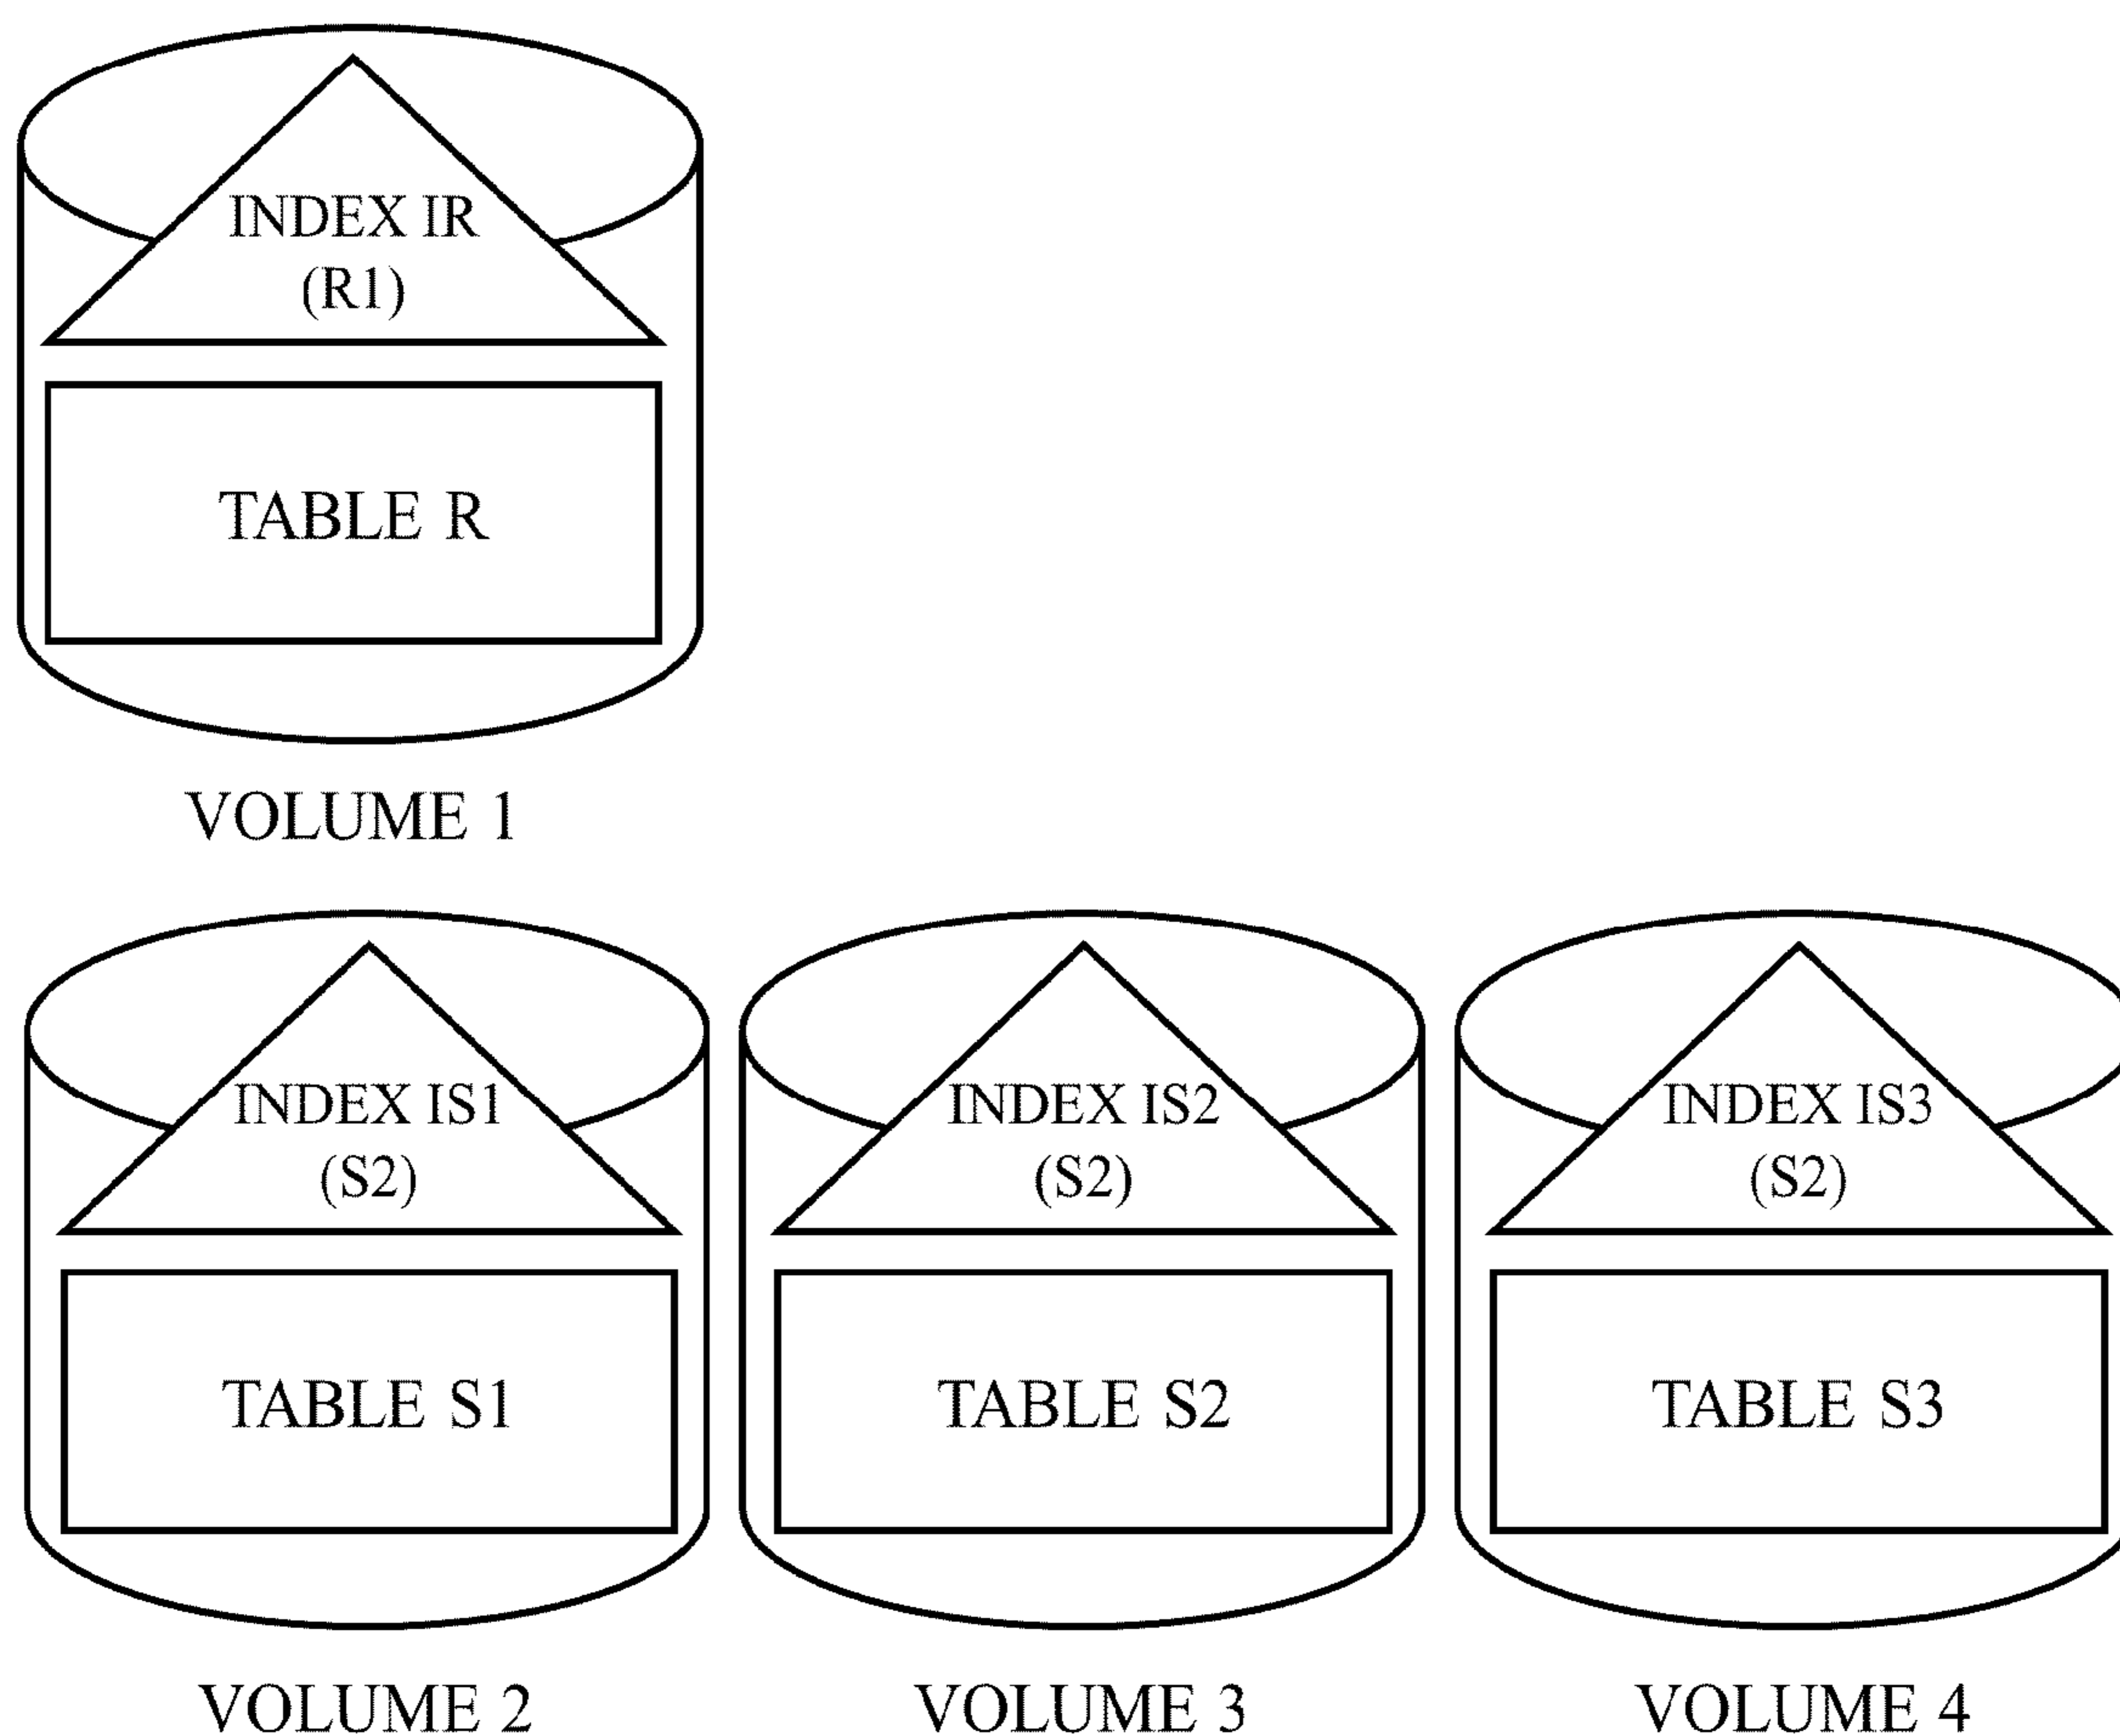 INDEX IR
(R1)
TABLE R
VOLUME 1
INDEX IS1
(S2)
TABLE S1
VOLUME 2
INDEX IS2
(S2)
TABLE S2
VOLUME 3
INDEX IS3
(S2)
TABLE S3
VOLUME 4